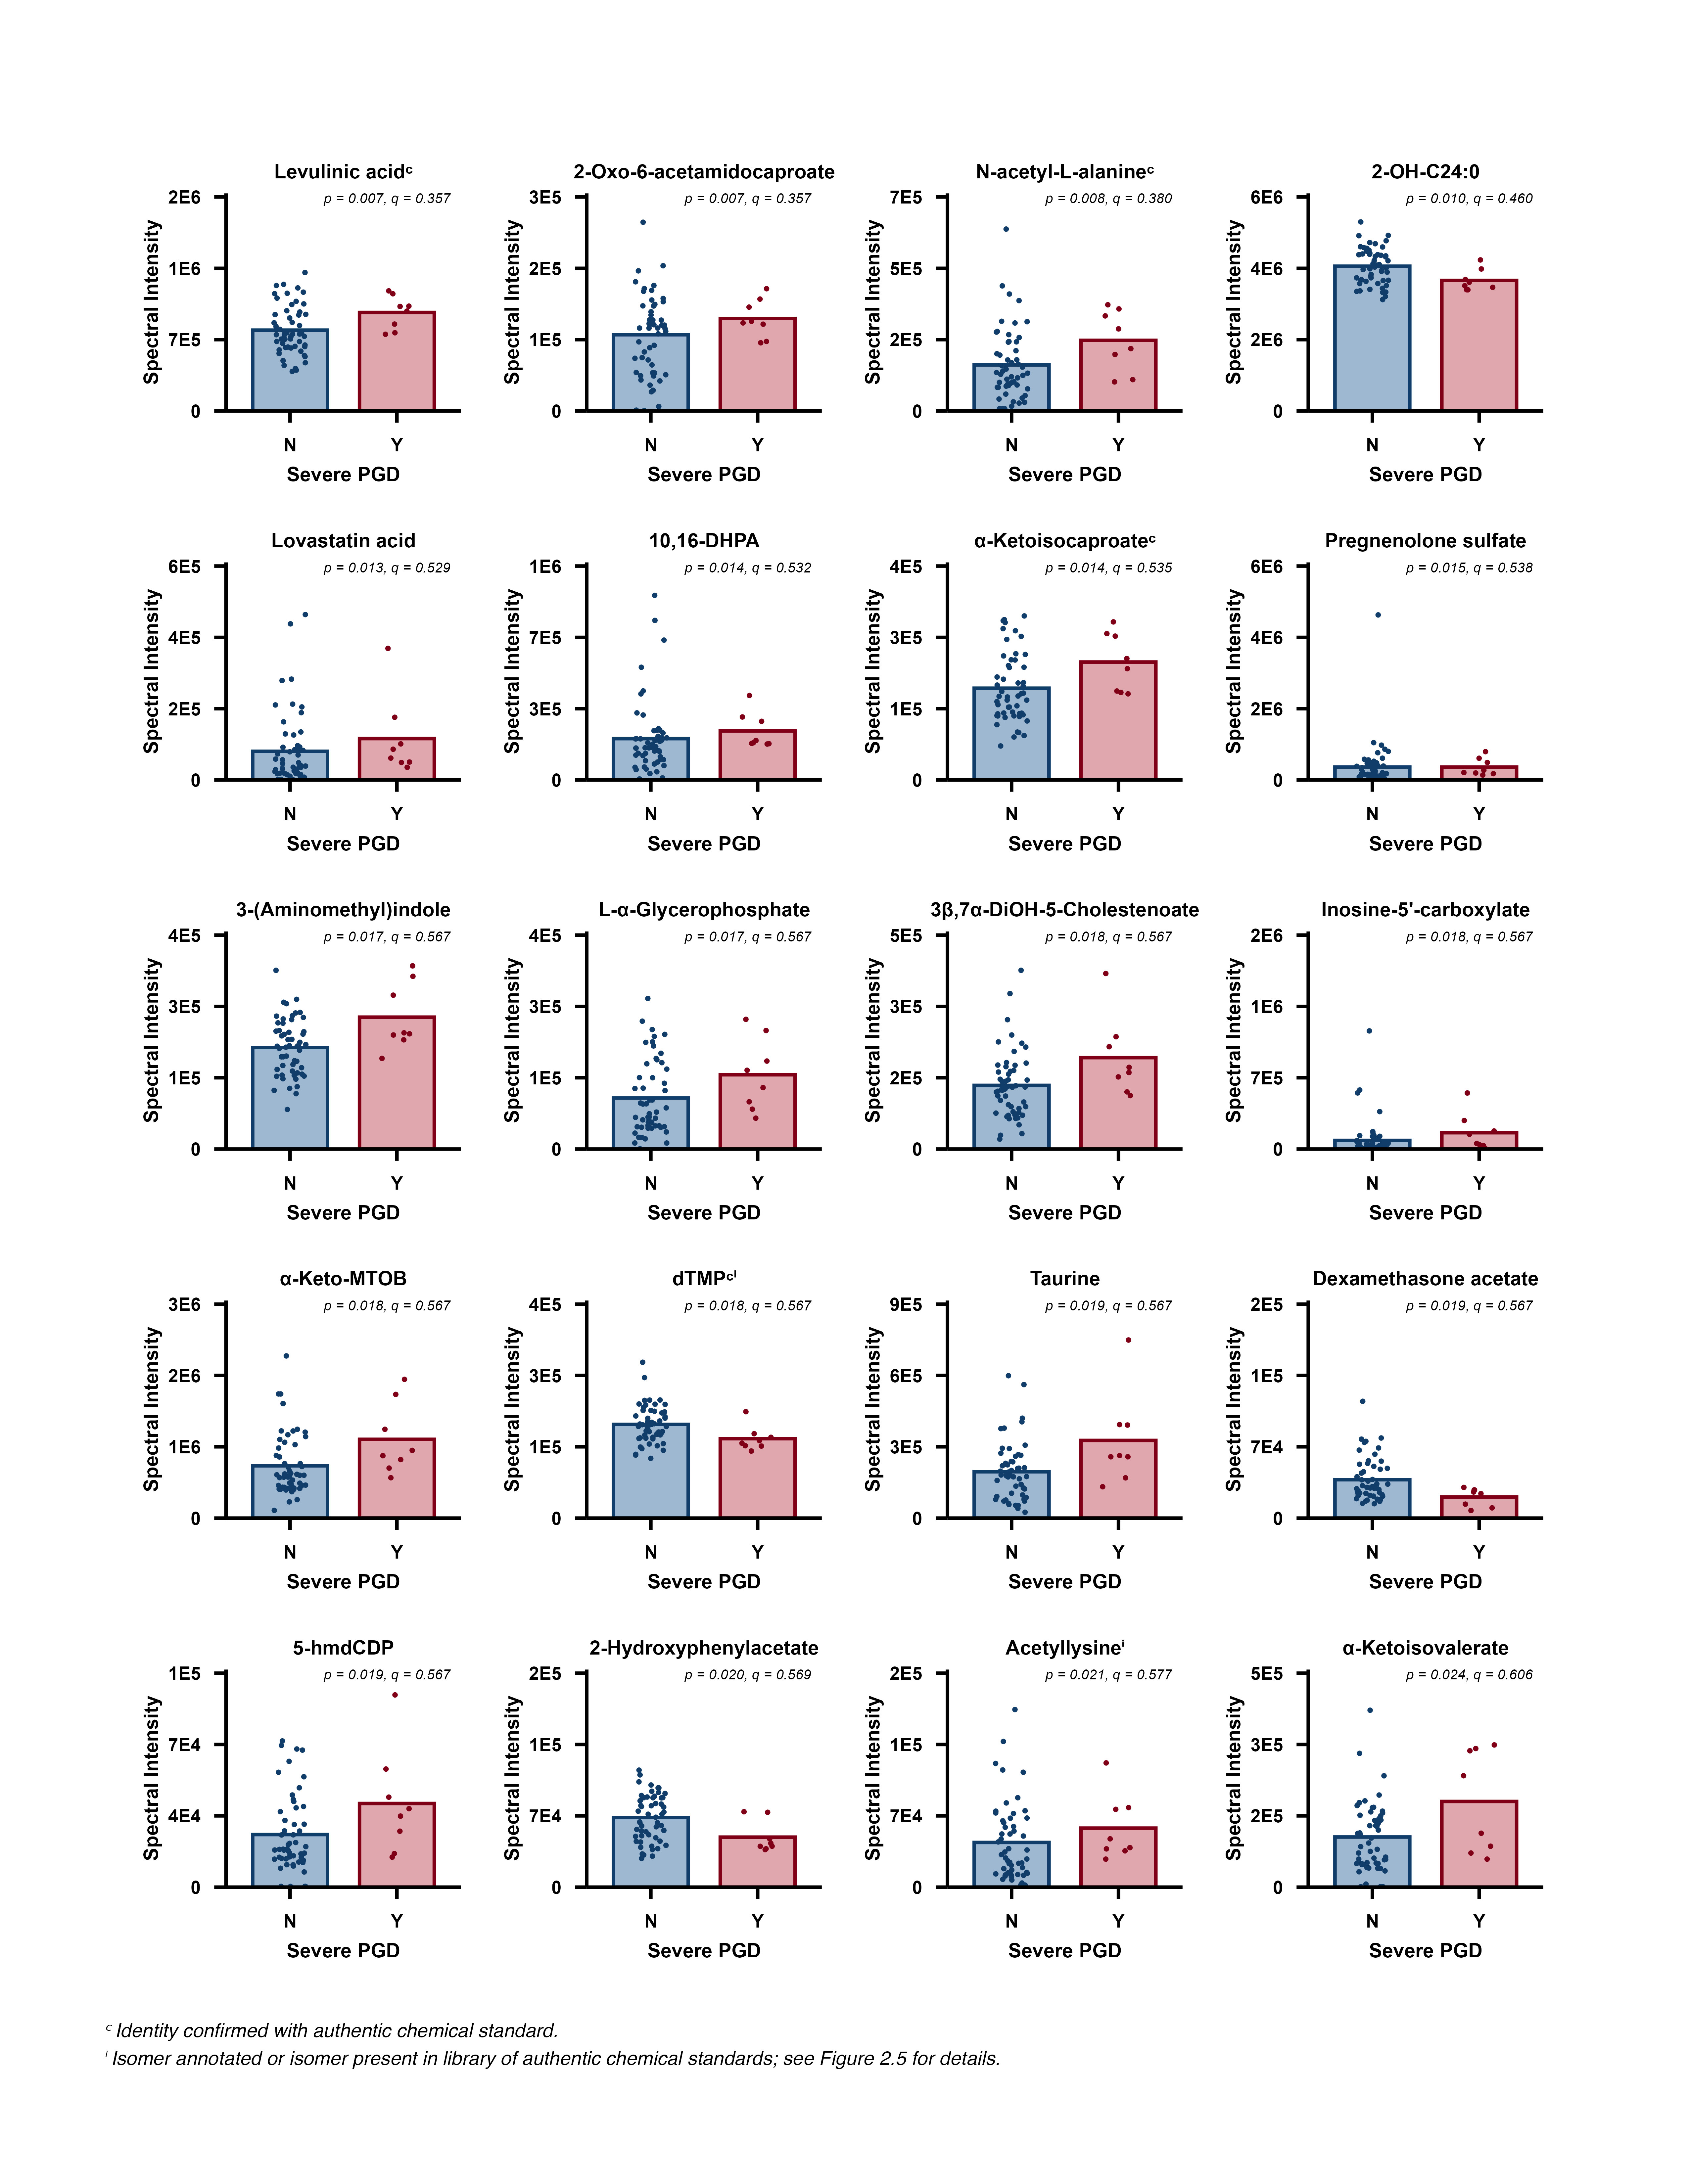 Levulinic acidᶜ
p = 0.007, q = 0.357
Spectral Intensity
2E6
1E6
7E5
0
N Y
Severe PGD
2-Oxo-6-acetamidocaproate
p = 0.007, q = 0.357
Spectral Intensity
3E5
2E5
1E5
0
N Y
Severe PGD
N-acetyl-L-alanineᶜ
p = 0.008, q = 0.380
Spectral Intensity
7E5
5E5
2E5
0
N Y
Severe PGD
2-OH-C24:0
p = 0.010, q = 0.460
Spectral Intensity
6E6
4E6
2E6
0
N Y
Severe PGD
Lovastatin acid
p = 0.013, q = 0.529
Spectral Intensity
6E5
4E5
2E5
0
N Y
Severe PGD
10,16-DHPA
p = 0.014, q = 0.532
Spectral Intensity
1E6
7E5
3E5
0
N Y
Severe PGD
α-Ketoisocaproateᶜ
p = 0.014, q = 0.535
Spectral Intensity
4E5
3E5
1E5
0
N Y
Severe PGD
Pregnenolone sulfate
p = 0.015, q = 0.538
Spectral Intensity
6E6
4E6
2E6
0
N Y
Severe PGD
3-(Aminomethyl)indole
p = 0.017, q = 0.567
Spectral Intensity
4E5
3E5
1E5
0
N Y
Severe PGD
L-α-Glycerophosphate
p = 0.017, q = 0.567
Spectral Intensity
4E5
3E5
1E5
0
N Y
Severe PGD
3β,7α-DiOH-5-Cholestenoate
p = 0.018, q = 0.567
Spectral Intensity
5E5
3E5
2E5
0
N Y
Severe PGD
Inosine-5'-carboxylate
p = 0.018, q = 0.567
Spectral Intensity
2E6
1E6
7E5
0
N Y
Severe PGD
α-Keto-MTOB
p = 0.018, q = 0.567
Spectral Intensity
3E6
2E6
1E6
0
N Y
Severe PGD
dTMPᶜⁱ
p = 0.018, q = 0.567
Spectral Intensity
4E5
3E5
1E5
0
N Y
Severe PGD
Taurine
p = 0.019, q = 0.567
Spectral Intensity
9E5
6E5
3E5
0
N Y
Severe PGD
Dexamethasone acetate
p = 0.019, q = 0.567
Spectral Intensity
2E5
1E5
7E4
0
N Y
Severe PGD
5-hmdCDP
p = 0.019, q = 0.567
Spectral Intensity
1E5
7E4
4E4
0
N Y
Severe PGD
2-Hydroxyphenylacetate
p = 0.020, q = 0.569
Spectral Intensity
2E5
1E5
7E4
0
N Y
Severe PGD
Acetyllysineⁱ
p = 0.021, q = 0.577
Spectral Intensity
2E5
1E5
7E4
0
N Y
Severe PGD
α-Ketoisovalerate
p = 0.024, q = 0.606
Spectral Intensity
5E5
3E5
2E5
0
N Y
Severe PGD
ᶜ Identity confirmed with authentic chemical standard.
ⁱ Isomer annotated or isomer present in library of authentic chemical standards; see Figure 2.5 for details.